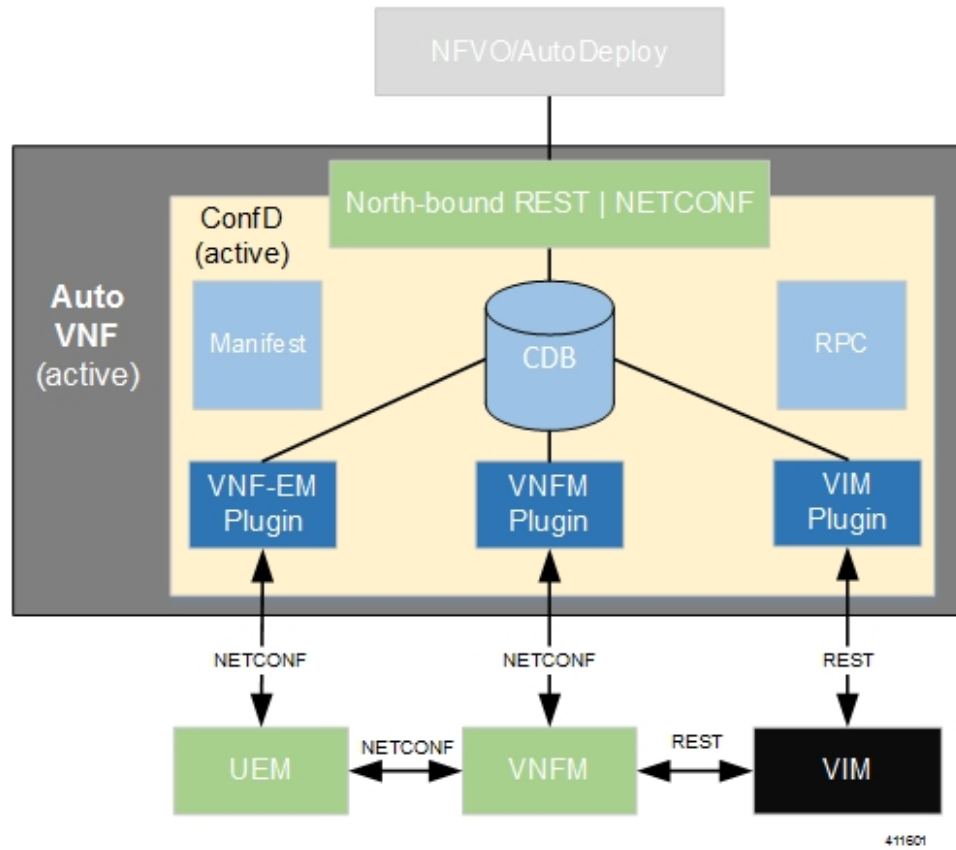 NFVO/AutoDeploy
North-bound REST | NETCONF
ConfD
(active)
Auto
VNF
(active)
Manifest
CDB
RPC
VNF-EM
Plugin
VNFM
Plugin
VIM
Plugin
NETCONF
NETCONF
REST
UEM
NETCONF
VNFM
REST
VIM
411601